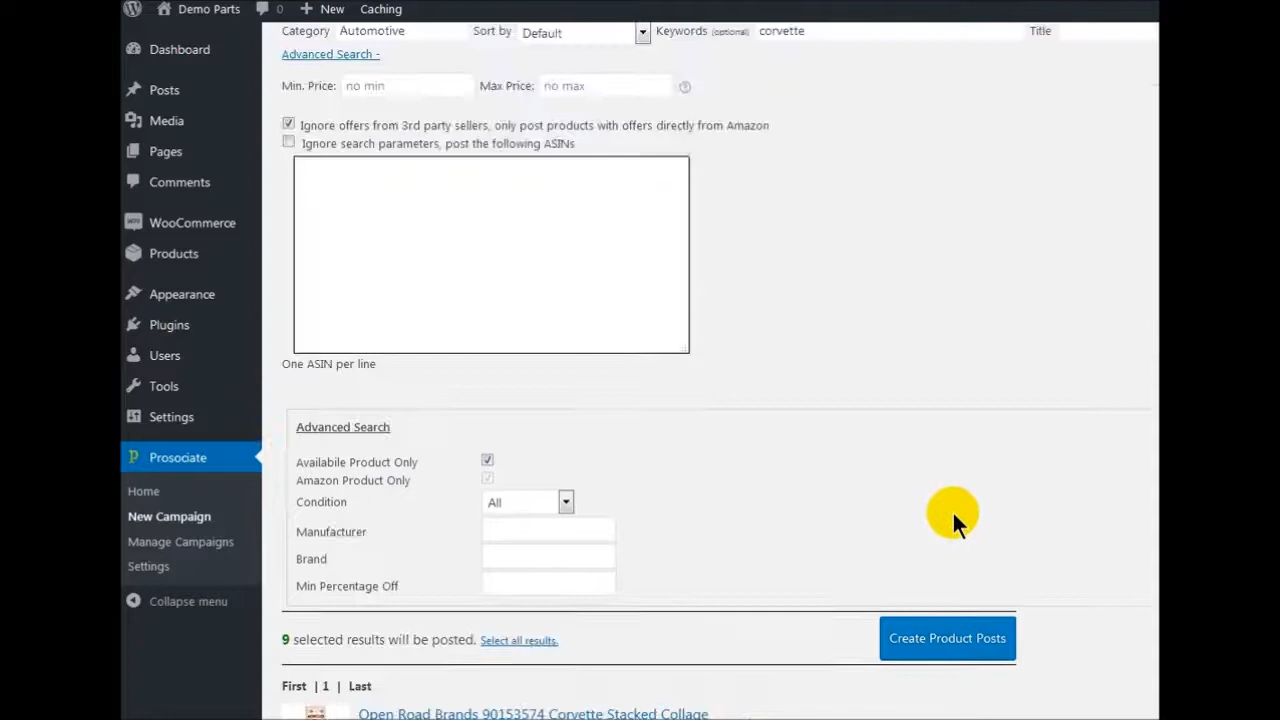 Demo Parts 0 New Caching
Dashboard
Posts
Media
Pages
Comments
WooCommerce
Products
Appearance
Plugins
Users
Tools
Settings
Prosociate
Home
New Campaign
Manage Campaigns
Settings
Collapse menu
Category Automotive Sort by Default Keywords (optional) corvette Title
Advanced Search -
Min. Price: no min Max Price: no max ?
Ignore offers from 3rd party sellers, only post products with offers directly from Amazon
Ignore search parameters, post the following ASINs
One ASIN per line
Advanced Search
Availabile Product Only
Amazon Product Only
Condition All
Manufacturer
Brand
Min Percentage Off
9 selected results will be posted. Select all results.
Create Product Posts
First | 1 | Last
Open Road Brands 90153574 Corvette Stacked Collage